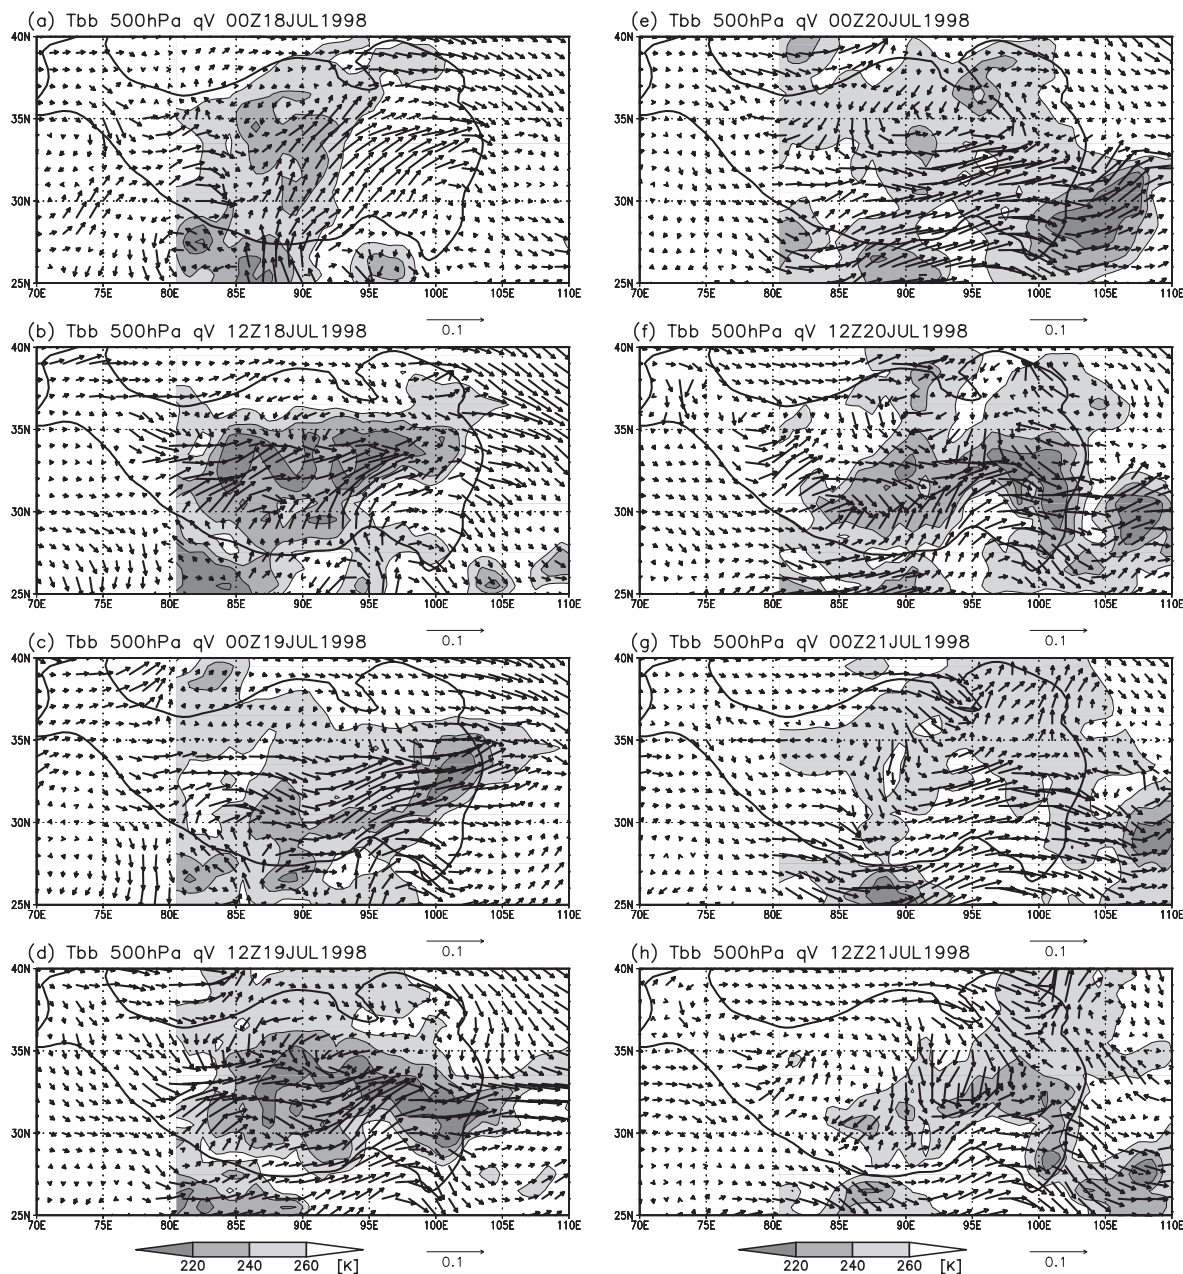 (a) Tbb 500hPa qV 00Z18JUL1998
40N
35N
30N
25N
70E 75E 80E 85E 90E 95E 100E 105E 110E
0.1
(b) Tbb 500hPa qV 12Z18JUL1998
40N
35N
30N
25N
70E 75E 80E 85E 90E 95E 100E 105E 110E
0.1
(c) Tbb 500hPa qV 00Z19JUL1998
40N
35N
30N
25N
70E 75E 80E 85E 90E 95E 100E 105E 110E
0.1
(d) Tbb 500hPa qV 12Z19JUL1998
40N
35N
30N
25N
70E 75E 80E 85E 90E 95E 100E 105E 110E
220 240 260 [K]
0.1
(e) Tbb 500hPa qV 00Z20JUL1998
40N
35N
30N
25N
70E 75E 80E 85E 90E 95E 100E 105E 110E
0.1
(f) Tbb 500hPa qV 12Z20JUL1998
40N
35N
30N
25N
70E 75E 80E 85E 90E 95E 100E 105E 110E
0.1
(g) Tbb 500hPa qV 00Z21JUL1998
40N
35N
30N
25N
70E 75E 80E 85E 90E 95E 100E 105E 110E
0.1
(h) Tbb 500hPa qV 12Z21JUL1998
40N
35N
30N
25N
70E 75E 80E 85E 90E 95E 100E 105E 110E
220 240 260 [K]
0.1